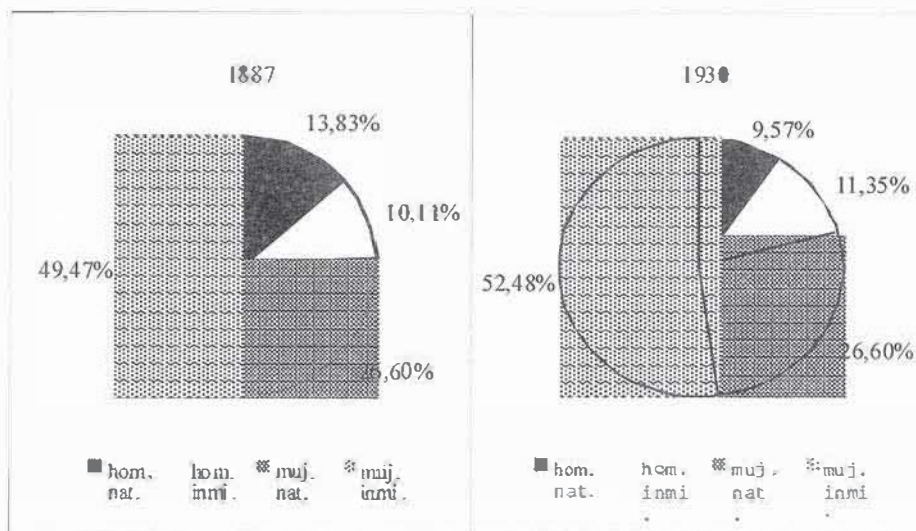 1887
13,83%
10,11%
49,47%
26,60%
hom. hom. muj. muj.
nat. inmi. nat. inmi.
1930
9,57%
11,35%
52,48%
26,60%
hom. hom. muj. muj.
nat. inmi nat inmi
. . .